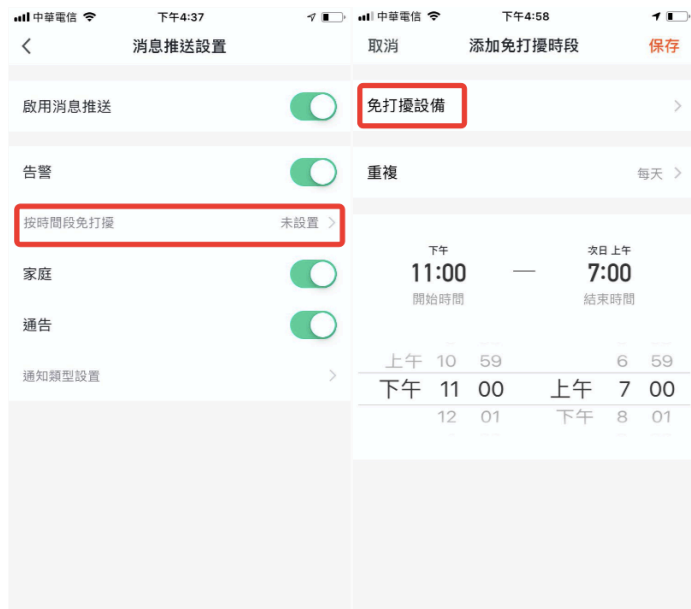 中華電信 下午4:37
消息推送設置
啟用消息推送
告警
按時間段免打擾 未設置
家庭
通告
通知類型設置
中華電信 下午4:58
取消 添加免打擾時段 保存
免打擾設備
重複 每天
下午 次日 上午
11:00 — 7:00
開始時間 結束時間
上午 10 59 6 59
下午 11 00 上午 7 00
12 01 下午 8 01